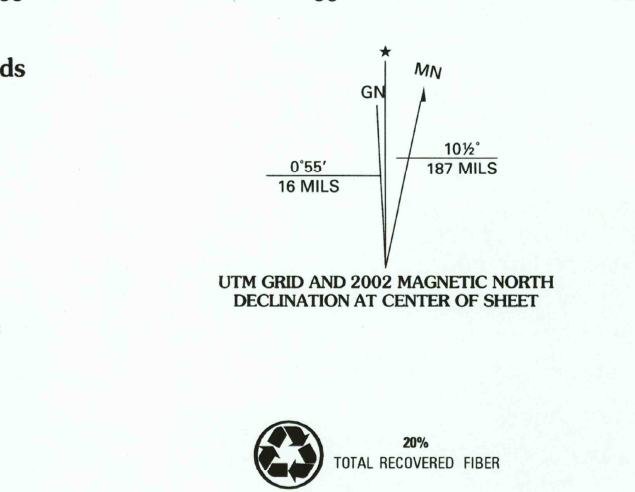 ds
★
MN
GN
10½°
187 MILS
0°55′
16 MILS
UTM GRID AND 2002 MAGNETIC NORTH
DECLINATION AT CENTER OF SHEET
20%
TOTAL RECOVERED FIBER